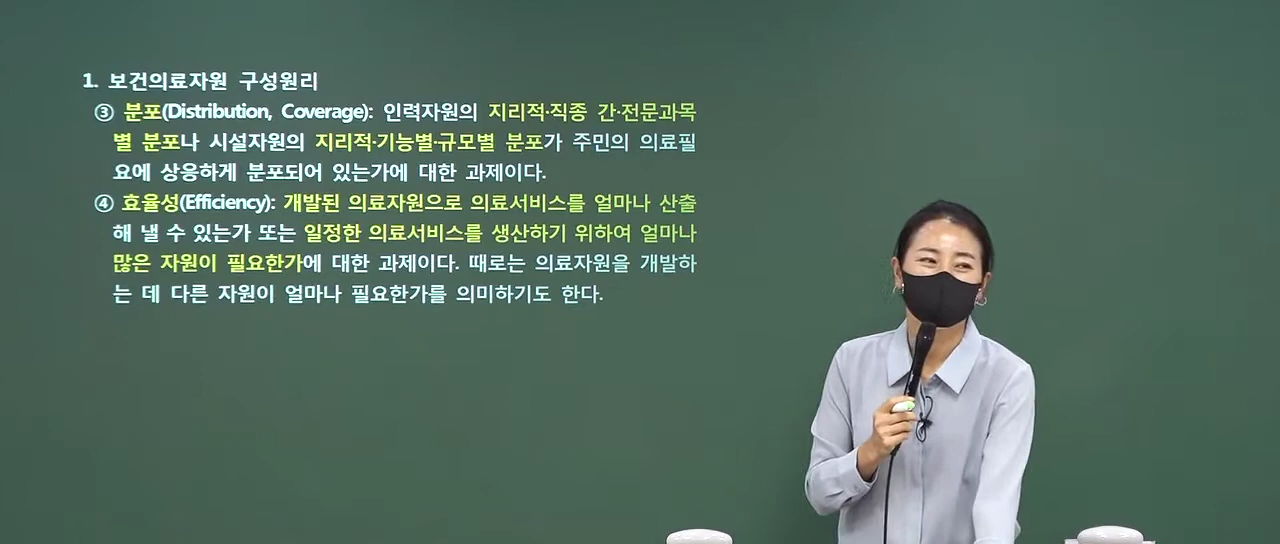 1. 보건의료자원 구성원리
③ 분포(Distribution, Coverage): 인력자원의 지리적·직종 간·전문과목
별 분포나 시설자원의 지리적·기능별·규모별 분포가 주민의 의료필
요에 상응하게 분포되어 있는가에 대한 과제이다.
④ 효율성(Efficiency): 개발된 의료자원으로 의료서비스를 얼마나 산출
해 낼 수 있는가 또는 일정한 의료서비스를 생산하기 위하여 얼마나
많은 자원이 필요한가에 대한 과제이다. 때로는 의료자원을 개발하
는 데 다른 자원이 얼마나 필요한가를 의미하기도 한다.